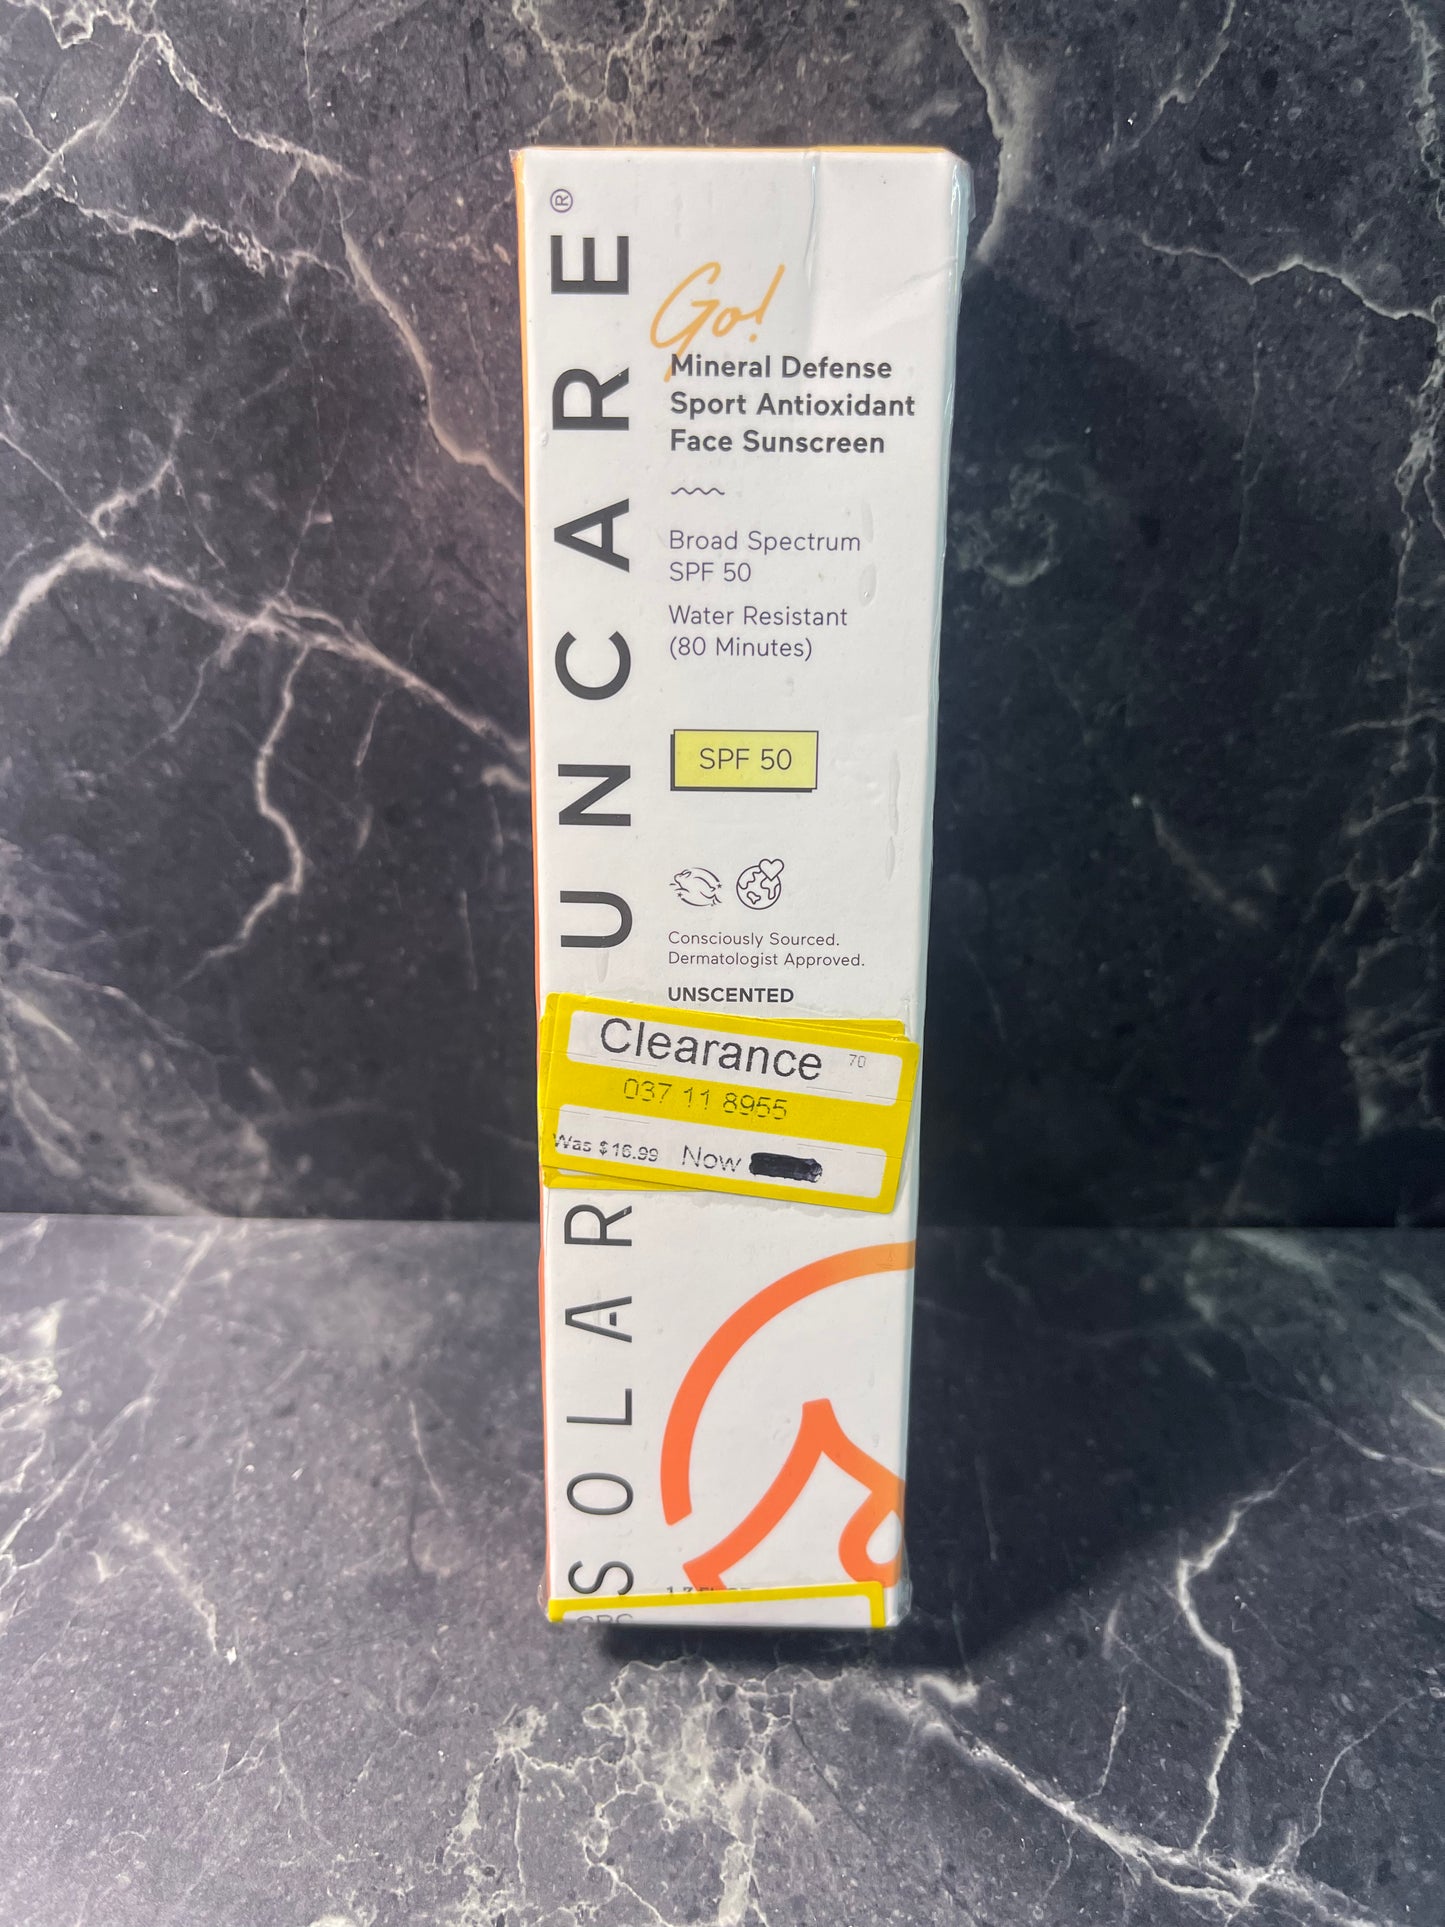 UNCARE®
Go!
Mineral Defense
Sport Antioxidant
Face Sunscreen
Broad Spectrum
SPF 50
Water Resistant
(80 Minutes)
SPF 50
Consciously Sourced.
Dermatologist Approved.
UNSCENTED
Clearance 70
037 11 8955
Was $16.99 Now
SOLAR